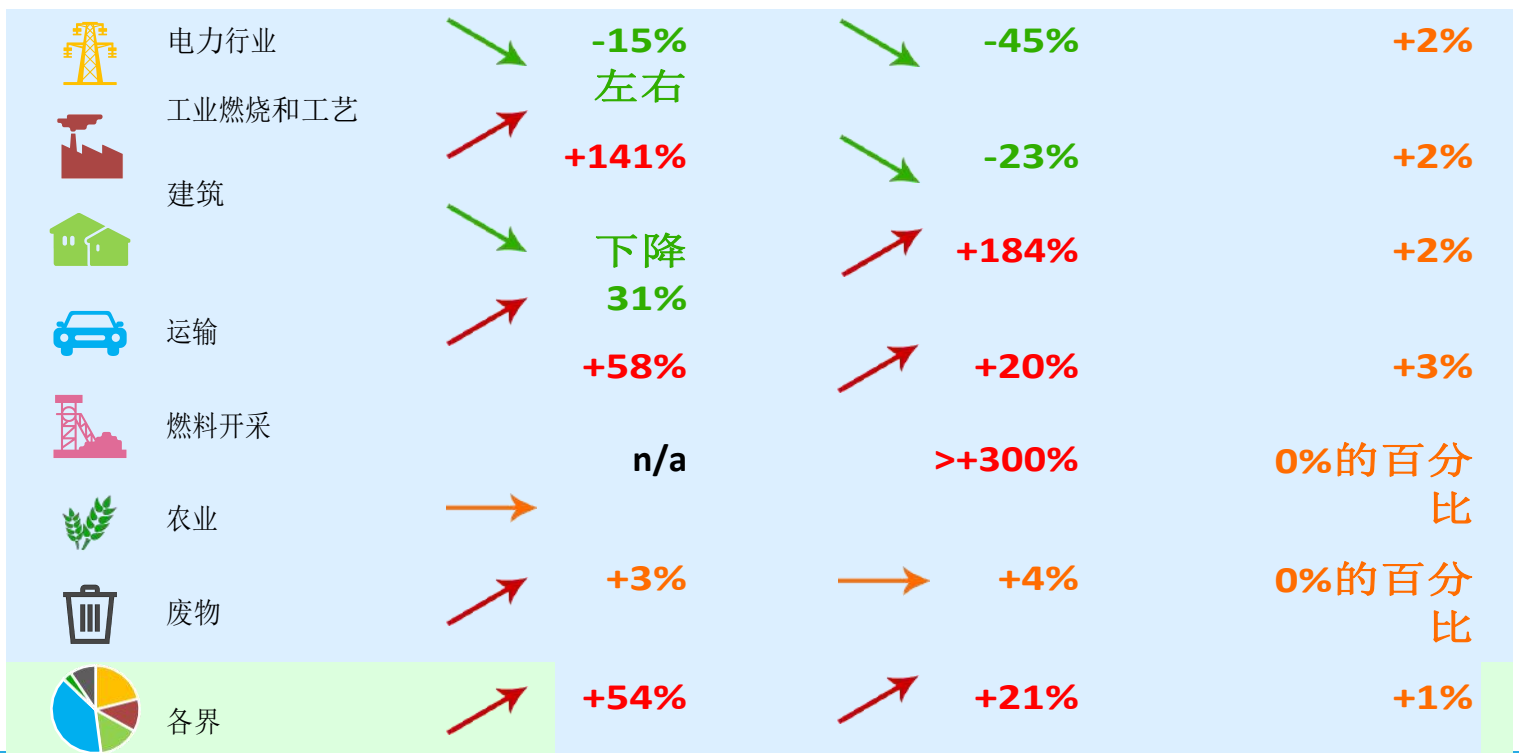 电力行业
-15%
左右
-45%
+2%
工业燃烧和工艺
+141%
-23%
+2%
建筑
下降
31%
+184%
+2%
运输
+58%
+20%
+3%
燃料开采
n/a
>+300%
0%的百分
比
农业
+3%
+4%
0%的百分
比
废物
+54%
+21%
+1%
各界